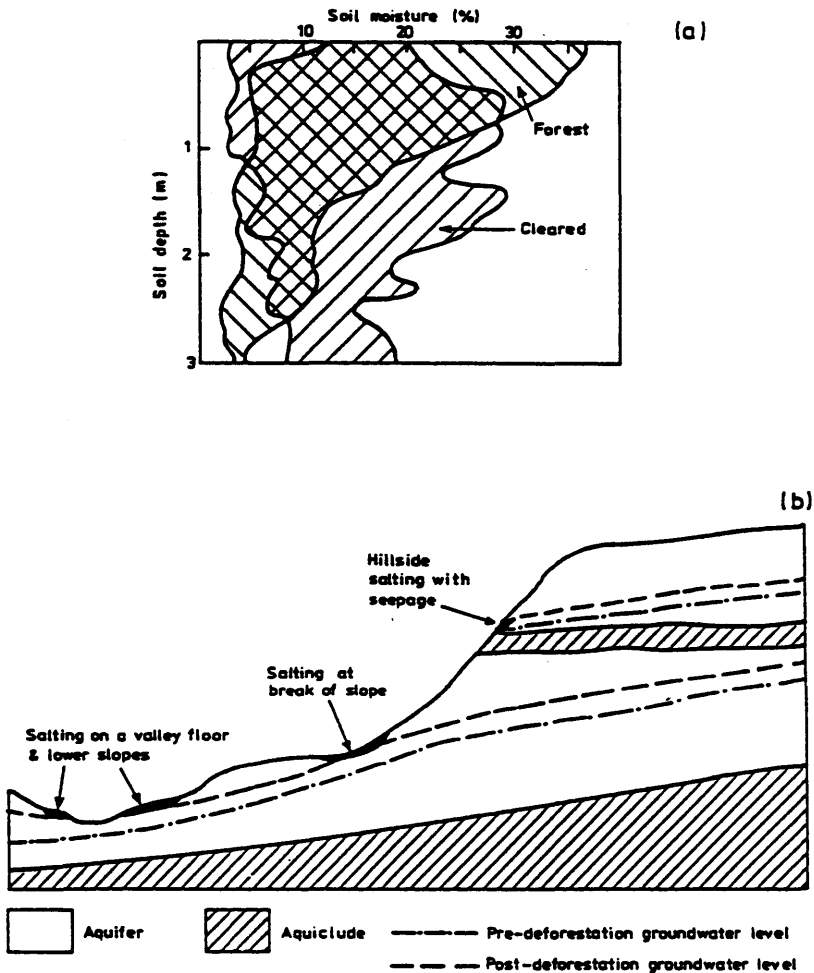 Soil moisture (%)
10 20 30
(a)
Soil depth (m)
1
2
3
Forest
Cleared
(b)
Hillside
salting with
seepage
Salting at
break of slope
Salting on a valley floor
& lower slopes
Aquifer
Aquiclude
Pre-deforestation groundwater level
Post-deforestation groundwater level